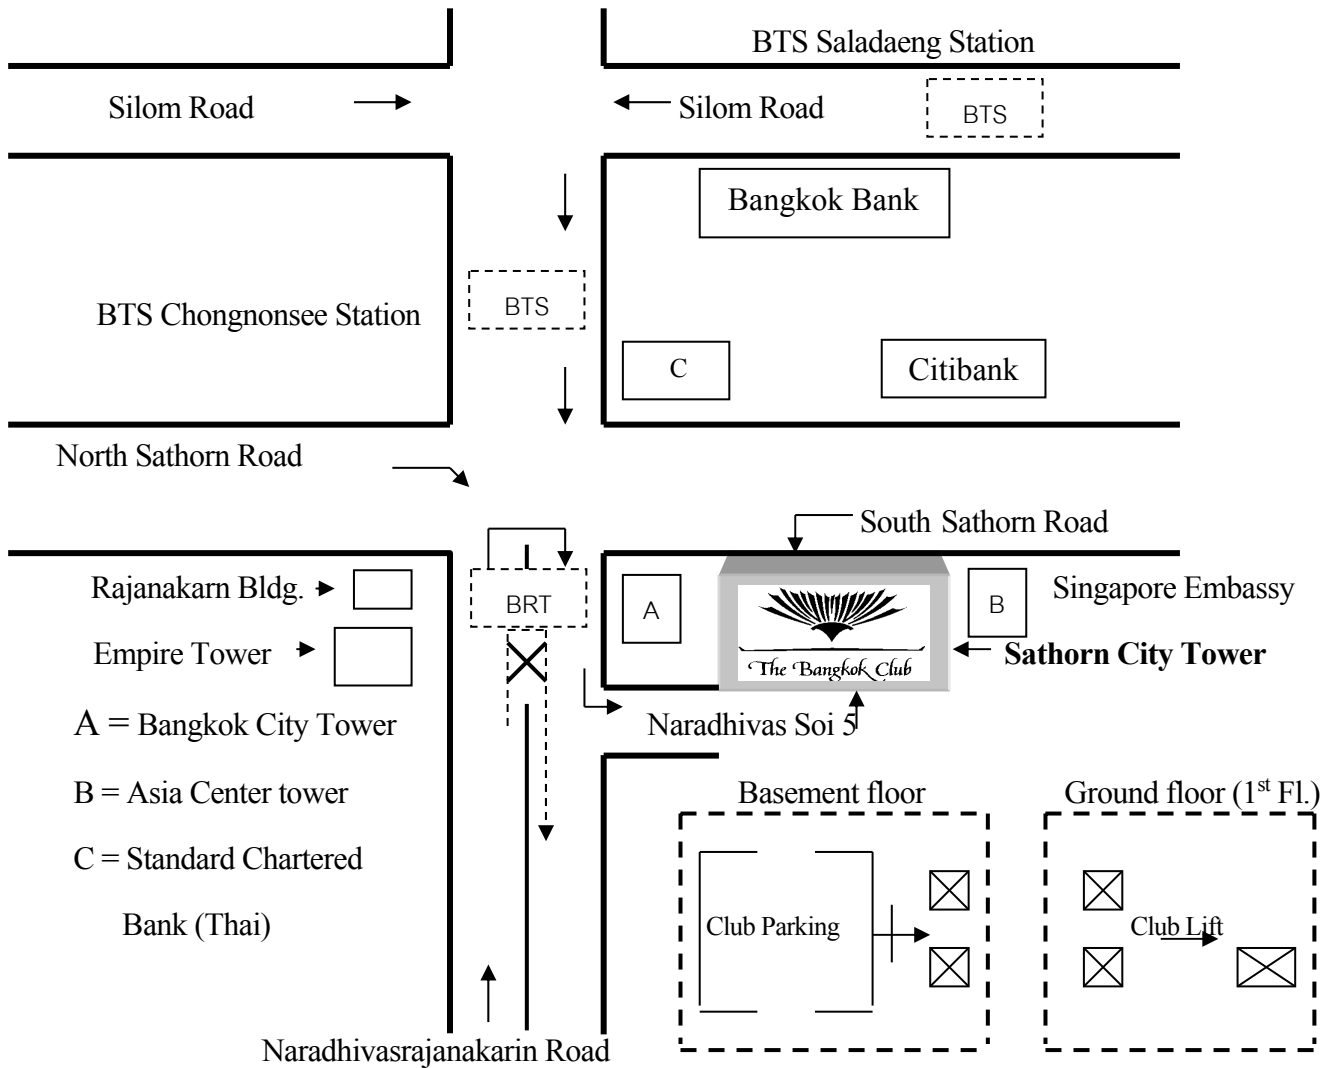 BTS Saladaeng Station
Silom Road
Silom Road
BTS
Bangkok Bank
BTS Chongnonsee Station
BTS
C
Citibank
North Sathorn Road
South Sathorn Road
Rajanakarn Bldg.
BRT
A
B
Singapore Embassy
Empire Tower
The Bangkok Club
Sathorn City Tower
A = Bangkok City Tower
Naradhivas Soi 5
B = Asia Center tower
Basement floor
Ground floor (1st Fl.)
C = Standard Chartered
Bank (Thai)
Club Parking
Club Lift
Naradhivasrajanakarin Road